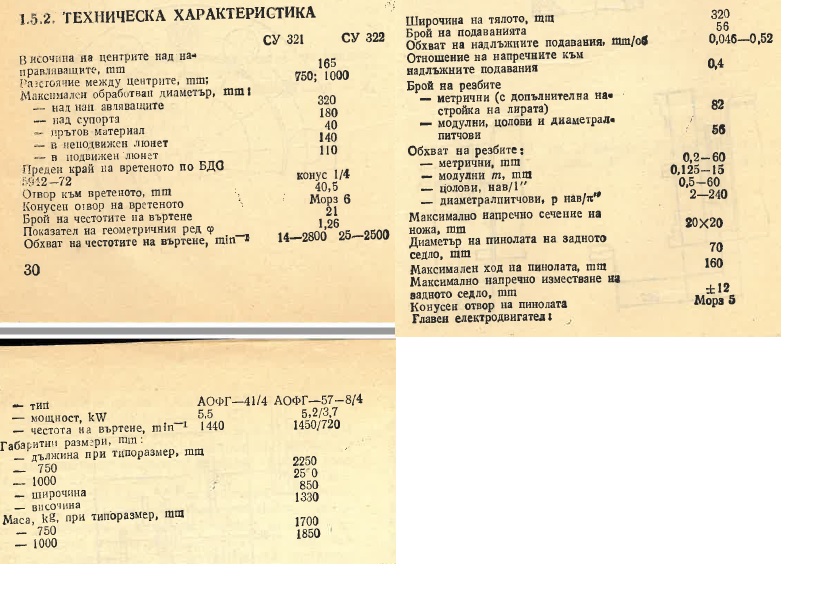 1.5.2. ТЕХНИЧЕСКА ХАРАКТЕРИСТИКА
СУ 321 СУ 322
Височина на центрите над на-
правляващите, mm 165
Разстояние между центрите, mm: 750; 1000
Максимален обработван диаметър, mm:
— над нап авляващите 320
— над супорта 180
— прътов материал 40
— в неподвижен люнет 140
— в подвижен люнет 110
Преден край на вретеното по БДС
5942—72 конус 1/4
Отвор към вретеното, mm 40,5
Конусен отвор на вретеното Морз 6
Брой на честотите на въртене 21
Показател на геометричния ред φ 1,26
Обхват на честотите на въртене, min⁻¹ 14—2800 25—2500
30
Широчина на тялото, mm 320
Брой на подаванията 56
Обхват на надлъжните подавания, mm/об 0,046—0,52
Отношение на напречните към
надлъжните подавания 0,4
Брой на резбите
— метрични (с допълнителна на-
стройка на лирата) 82
— модулни, цолови и диаметрал-
питчови 56
Обхват на резбите:
— метрични, mm 0,2—60
— модулни m, mm 0,125—15
— цолови, нав/1″ 0,5—60
— диаметралпитчови, p нав/π″ 2—240
Максимално напречно сечение на
ножа, mm 20×20
Диаметър на пинолата на задното
седло, mm 70
Максимален ход на пинолата, mm 160
Максимално напречно изместване на
задното седло, mm ±12
Конусен отвор на пинолата Морз 5
Главен електродвигател:
— тип АОФГ—41/4 АОФГ—57—8/4
— мощност, kW 5,5 5,2/3,7
— честота на въртене, min⁻¹ 1440 1450/720
Габаритни размери, mm:
— дължина при типоразмер, mm
— 750 2250
— 1000 25 0
— широчина 850
— височина 1330
Маса, kg, при типоразмер, mm
— 750 1700
— 1000 1850